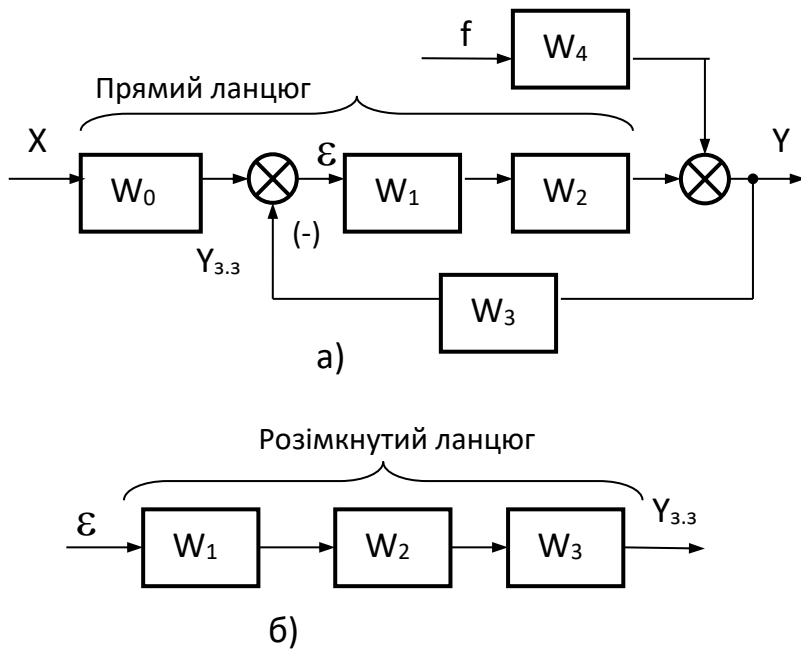 f
W₄
Прямий ланцюг
X
Y
ε
W₀
W₁
W₂
(-)
Yз.з
W₃
а)
Розімкнутий ланцюг
ε
Yз.з
W₁
W₂
W₃
б)